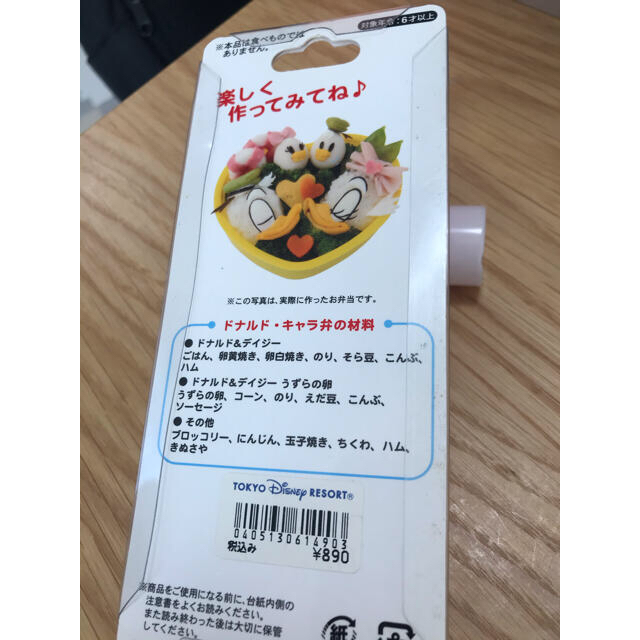 ※本品は食べものでは
ありません。
対象年令:6才以上
楽しく
作ってみてね♪
※この写真は、実際に作ったお弁当です。
ドナルド・キャラ弁の材料
● ドナルド&デイジー
ごはん、卵黄焼き、卵白焼き、のり、そら豆、こんぶ、
ハム
● ドナルド&デイジー うずらの卵
うずらの卵、コーン、のり、えだ豆、こんぶ、
ソーセージ
● その他
ブロッコリー、にんじん、玉子焼き、ちくわ、ハム、
きぬさや
TOKYO Disney RESORT®
0405130614903
税込み ¥890
※商品をご使用になる前に、台紙内側の
注意書をよくお読みください。
また読み終わった後は大切に保管
してください。
紙